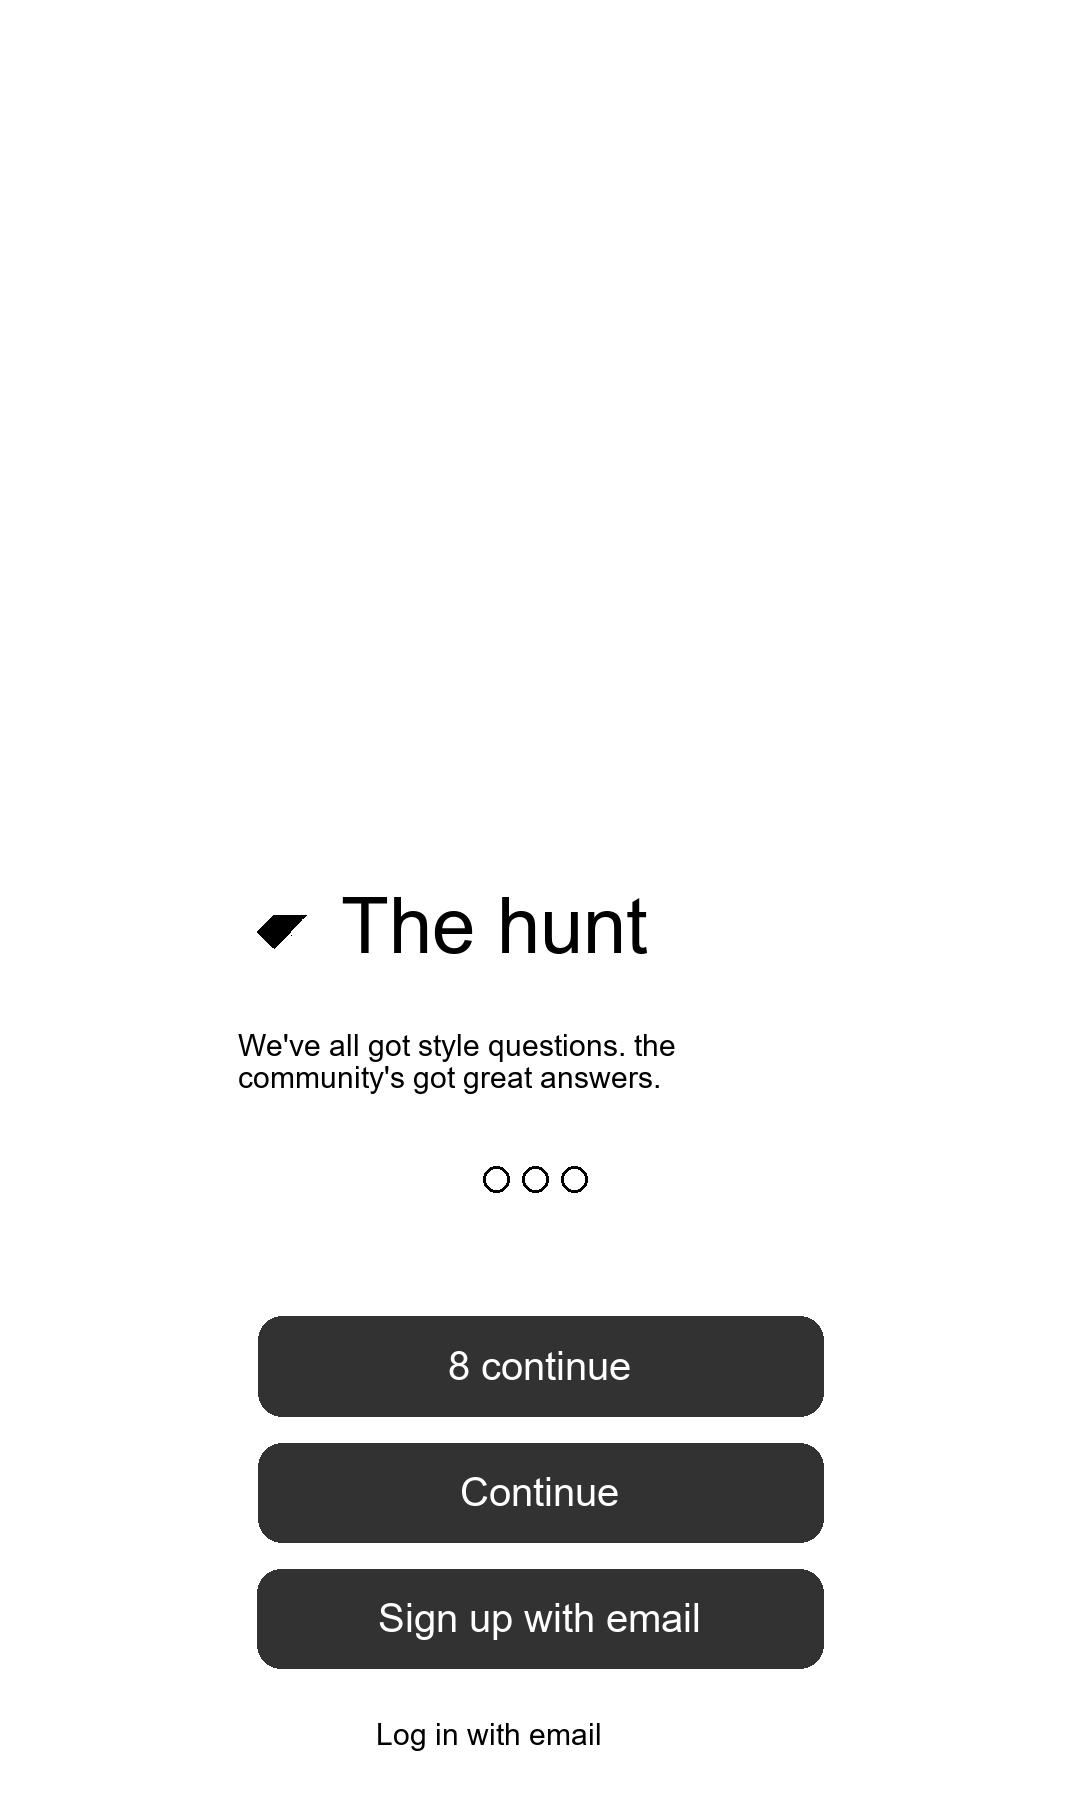 The hunt
We've all got style questions. the
community's got great answers.
8 continue
Continue
Sign up with email
Log in with email